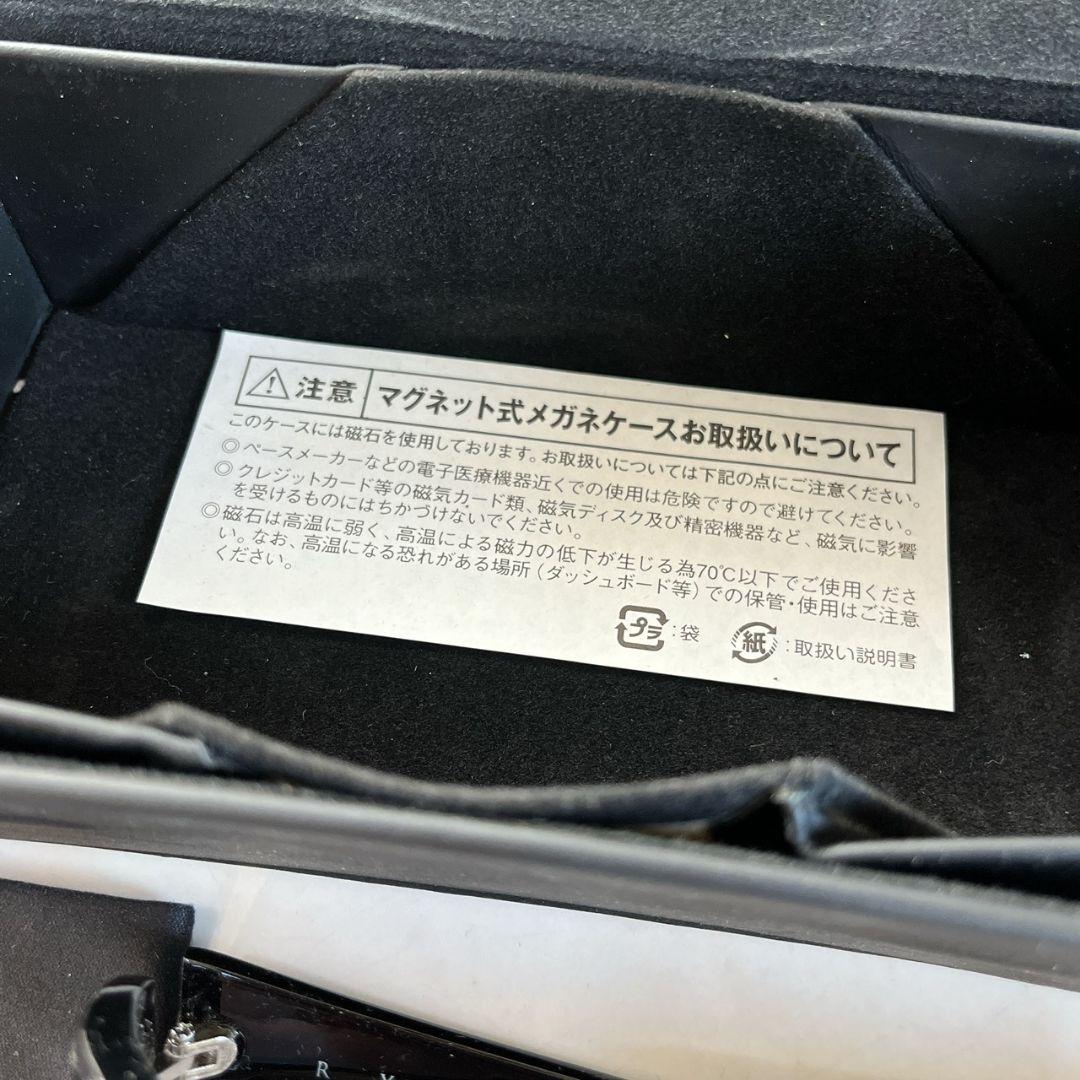 注意 マグネット式メガネケースお取扱いについて
このケースには磁石を使用しております。お取扱いについては下記の点にご注意ください。
◎ペースメーカーなどの電子医療機器近くでの使用は危険ですので避けてください。
◎クレジットカード等の磁気カード類、磁気ディスク及び精密機器など、磁気に影響
を受けるものにはちかづけないでください。
◎磁石は高温に弱く、高温による磁力の低下が生じる為70℃以下でご使用くださ
い。なお、高温になる恐れがある場所（ダッシュボード等）での保管・使用はご注意
ください。
プラ:袋 紙:取扱い説明書
R Y